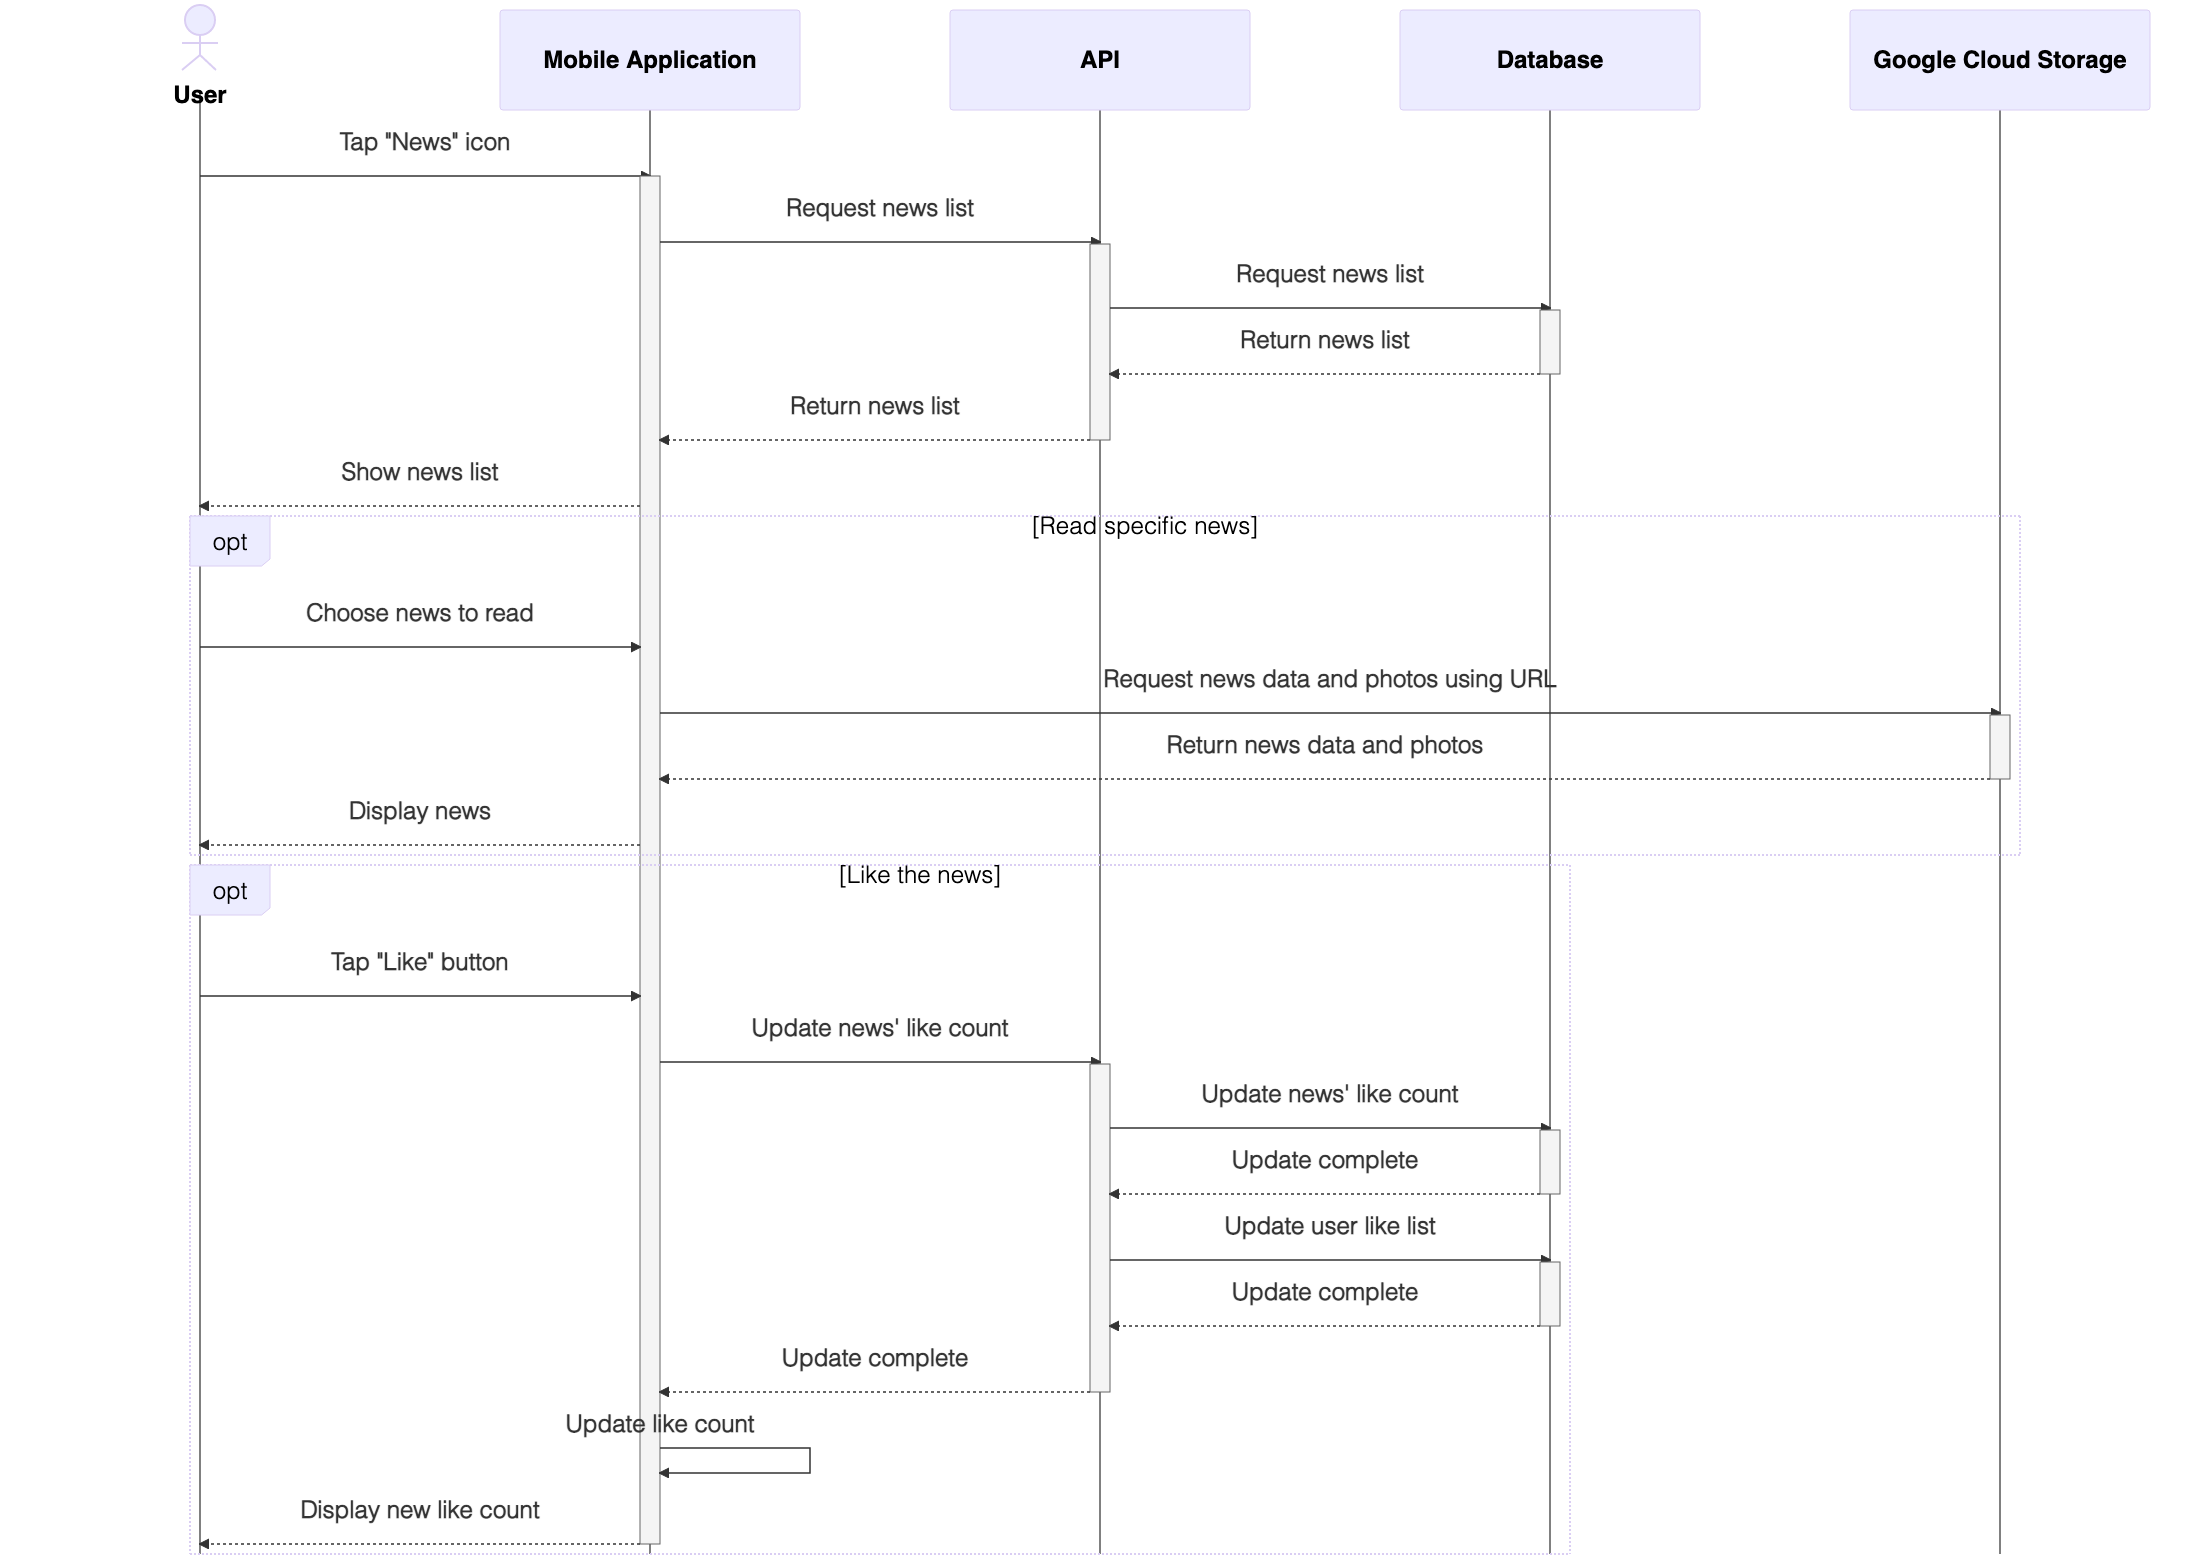 User
Mobile Application
API
Database
Google Cloud Storage
Tap "News" icon
Request news list
Request news list
Return news list
Return news list
Show news list
opt
[Read specific news]
Choose news to read
Request news data and photos using URL
Return news data and photos
Display news
opt
[Like the news]
Tap "Like" button
Update news' like count
Update news' like count
Update complete
Update user like list
Update complete
Update complete
Update like count
Display new like count